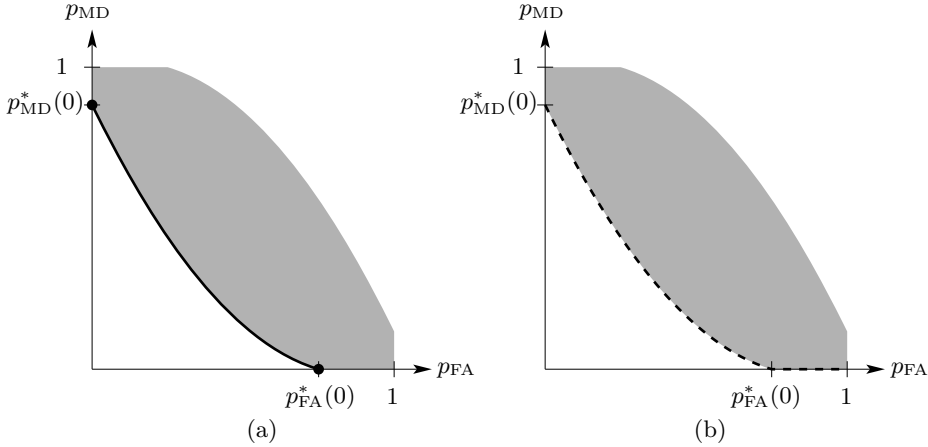 p_MD p_MD
1 1
p*_MD(0) p*_MD(0)
p_FA p_FA
p*_FA(0) 1 p*_FA(0) 1
(a) (b)